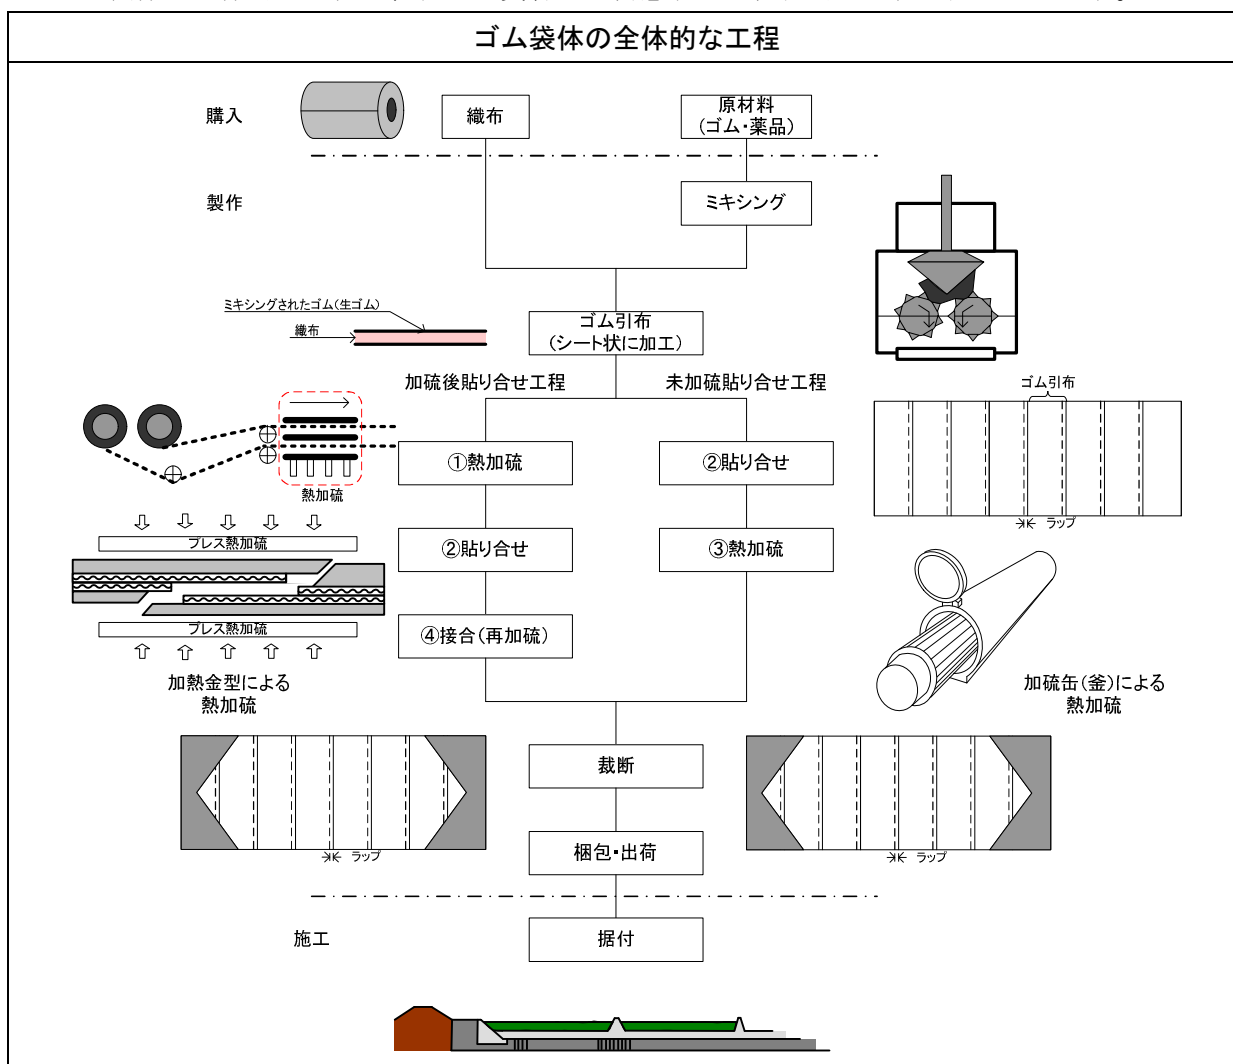 ゴム袋体の全体的な工程
購入
織布
原材料
(ゴム・薬品)
製作
ミキシング
ミキシングされたゴム(生ゴム)
織布
ゴム引布
(シート状に加工)
加硫後貼り合せ工程
未加硫貼り合せ工程
ゴム引布
①熱加硫
②貼り合せ
熱加硫
ラップ
プレス熱加硫
②貼り合せ
③熱加硫
プレス熱加硫
④接合(再加硫)
加熱金型による
熱加硫
加硫缶(釜)による
熱加硫
裁断
ラップ
ラップ
梱包・出荷
施工
据付